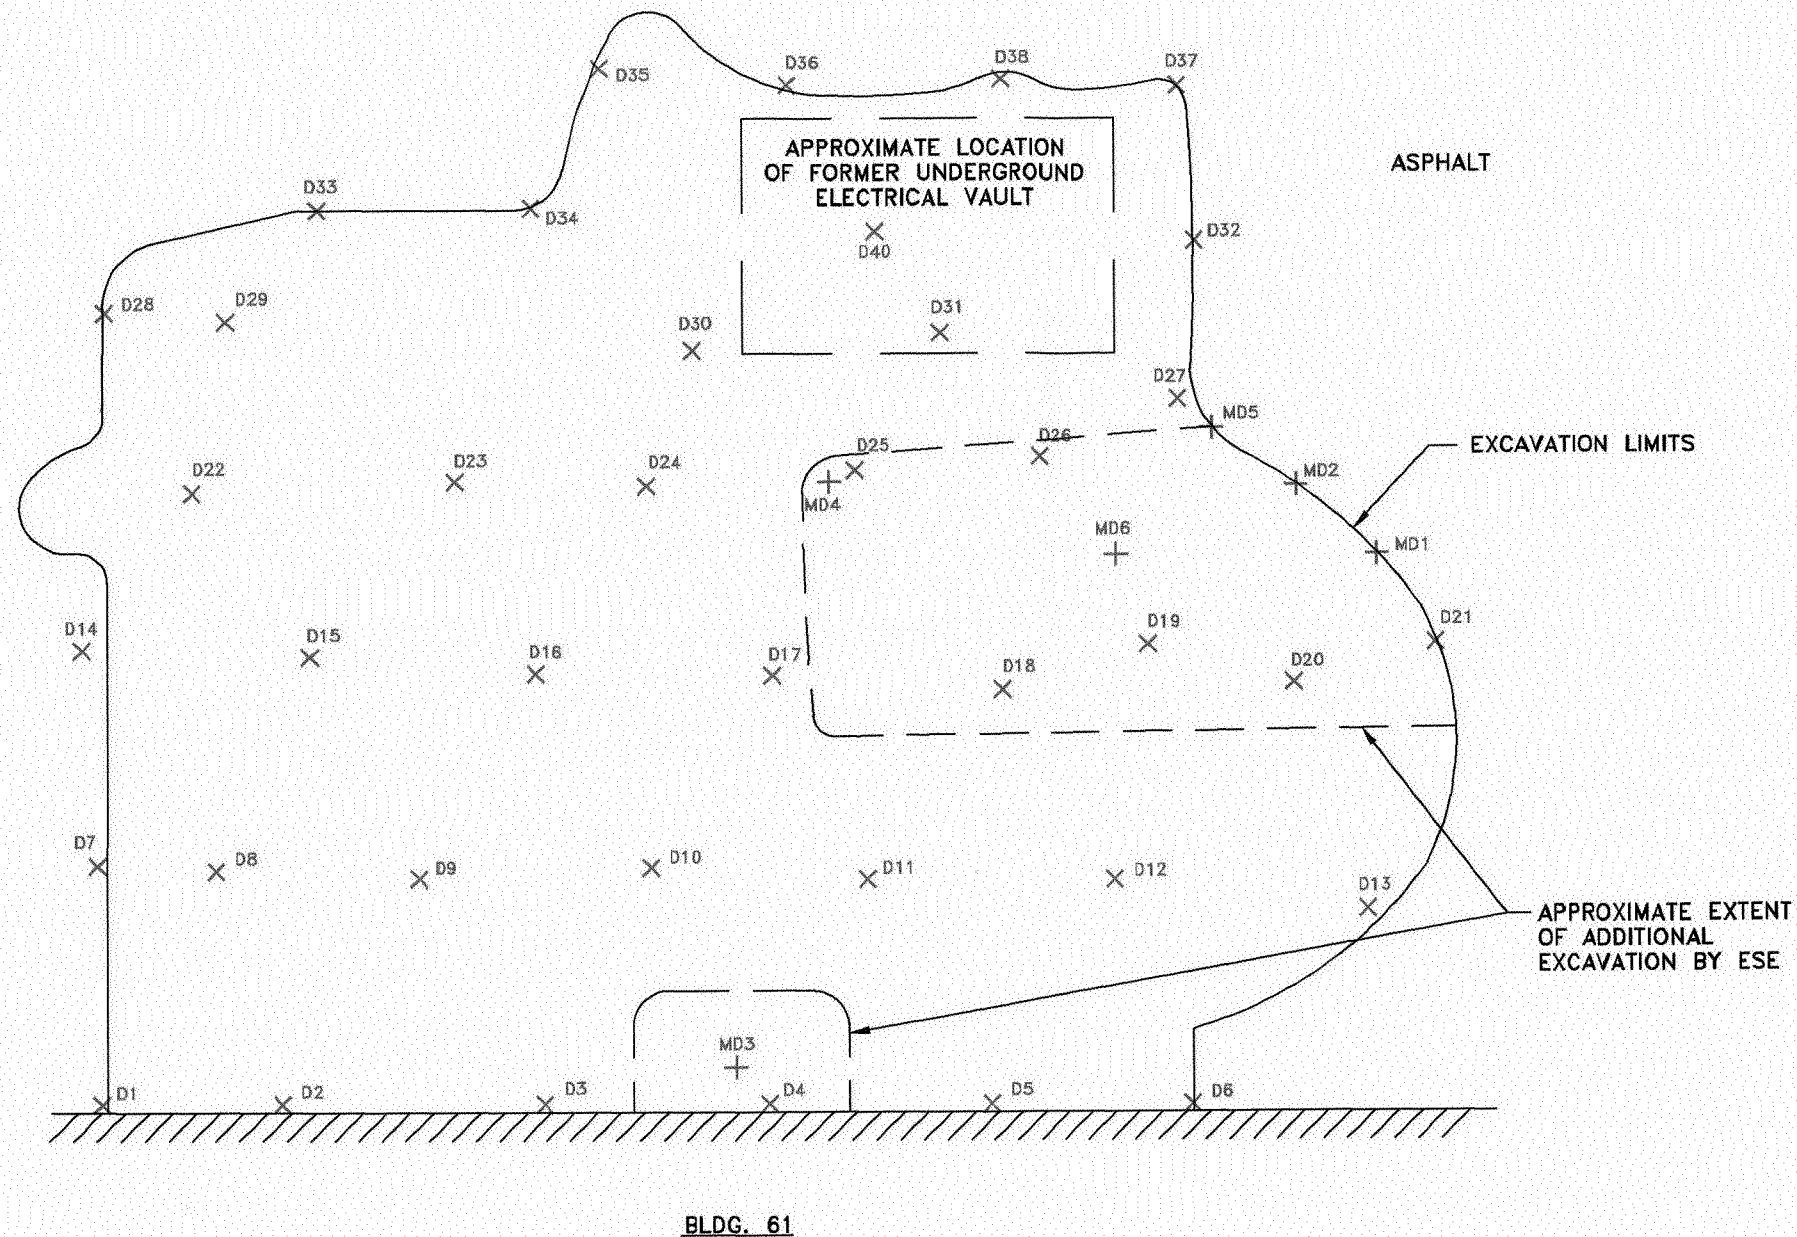 D35
D36
D38
D37
APPROXIMATE LOCATION
OF FORMER UNDERGROUND
ELECTRICAL VAULT
ASPHALT
D33
D34
D40
D32
D28
D29
D30
D31
D27
MD5
D22
D23
D24
D25
D26
MD4
MD2
EXCAVATION LIMITS
MD6
MD1
D14
D15
D16
D17
D18
D19
D20
D21
D7
D8
D9
D10
D11
D12
D13
APPROXIMATE EXTENT
OF ADDITIONAL
EXCAVATION BY ESE
MD3
D1
D2
D3
D4
D5
D6
BLDG. 61